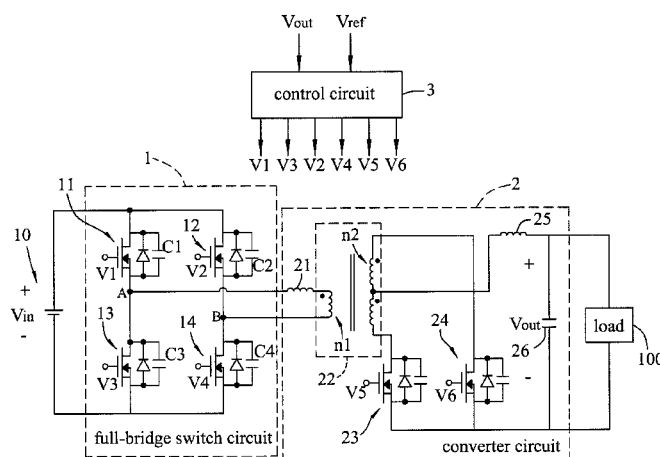 Vout Vref
control circuit 3
V1 V3 V2 V4 V5 V6
1
2
11
12
10
C1
C2
V1
V2
21
n2
25
+
Vin
-
A
B
13
14
n1
22
24
+
Vout
-
26
load
100
C3
C4
V3
V4
V5
V6
23
full-bridge switch circuit
converter circuit